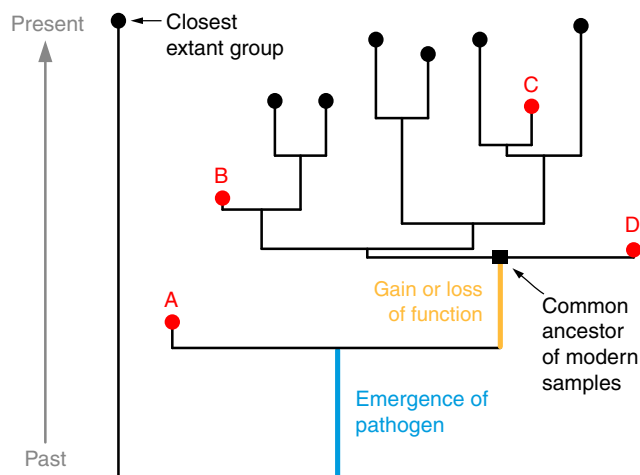 Present
Closest
extant group
C
B
D
A
Gain or loss
of function
Common
ancestor
of modern
samples
Emergence of
pathogen
Past